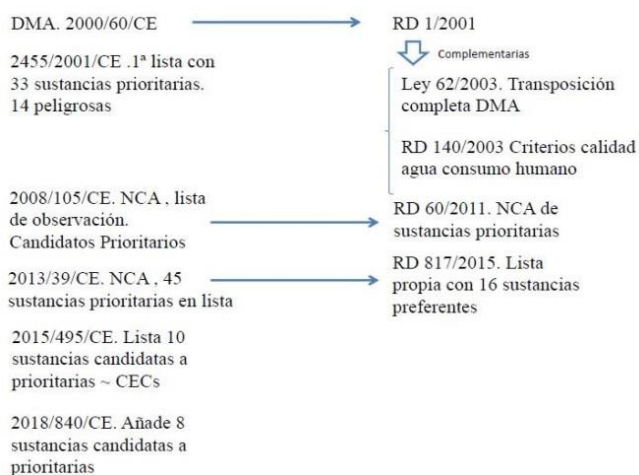 DMA. 2000/60/CE
RD 1/2001
Complementarias
2455/2001/CE .1ª lista con
33 sustancias prioritarias.
14 peligrosas
Ley 62/2003. Transposición
completa DMA
RD 140/2003 Criterios calidad
agua consumo humano
2008/105/CE. NCA , lista
de observación.
Candidatos Prioritarios
RD 60/2011. NCA de
sustancias prioritarias
2013/39/CE. NCA , 45
sustancias prioritarias en lista
RD 817/2015. Lista
propia con 16 sustancias
preferentes
2015/495/CE. Lista 10
sustancias candidatas a
prioritarias ~ CECs
2018/840/CE. Añade 8
sustancias candidatas a
prioritarias